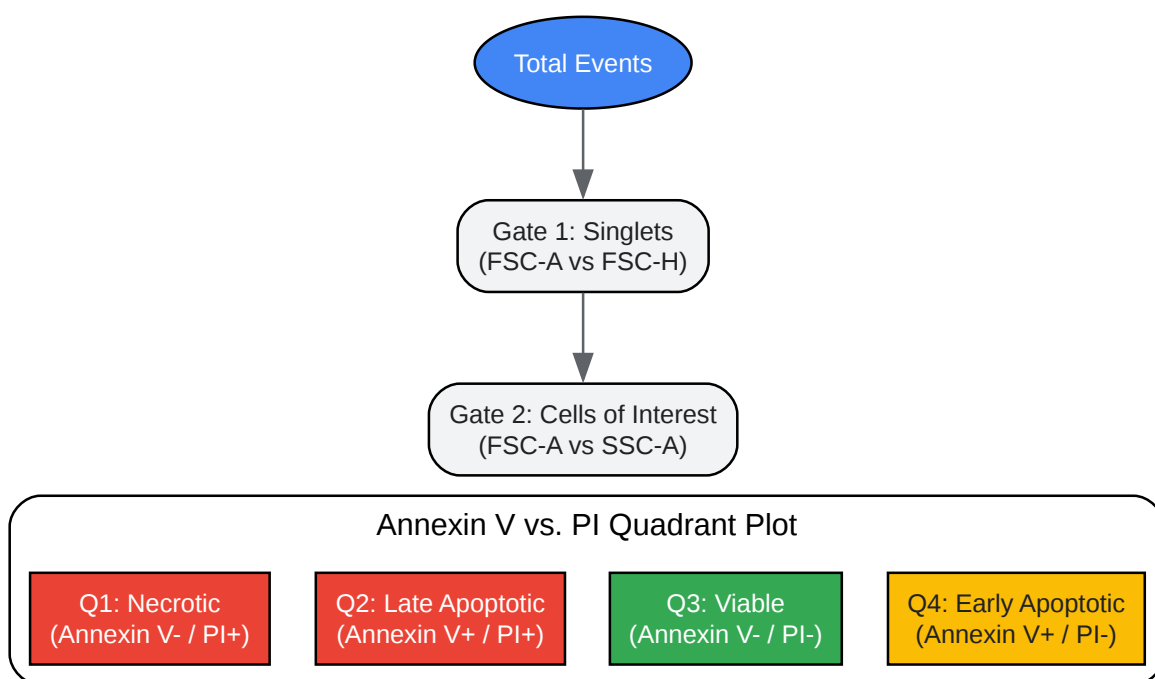 Total Events
Gate 1: Singlets
(FSC-A vs FSC-H)
Gate 2: Cells of Interest
(FSC-A vs SSC-A)
Annexin V vs. PI Quadrant Plot
Q1: Necrotic
(Annexin V- / PI+)
Q2: Late Apoptotic
(Annexin V+ / PI+)
Q3: Viable
(Annexin V- / PI-)
Q4: Early Apoptotic
(Annexin V+ / PI-)